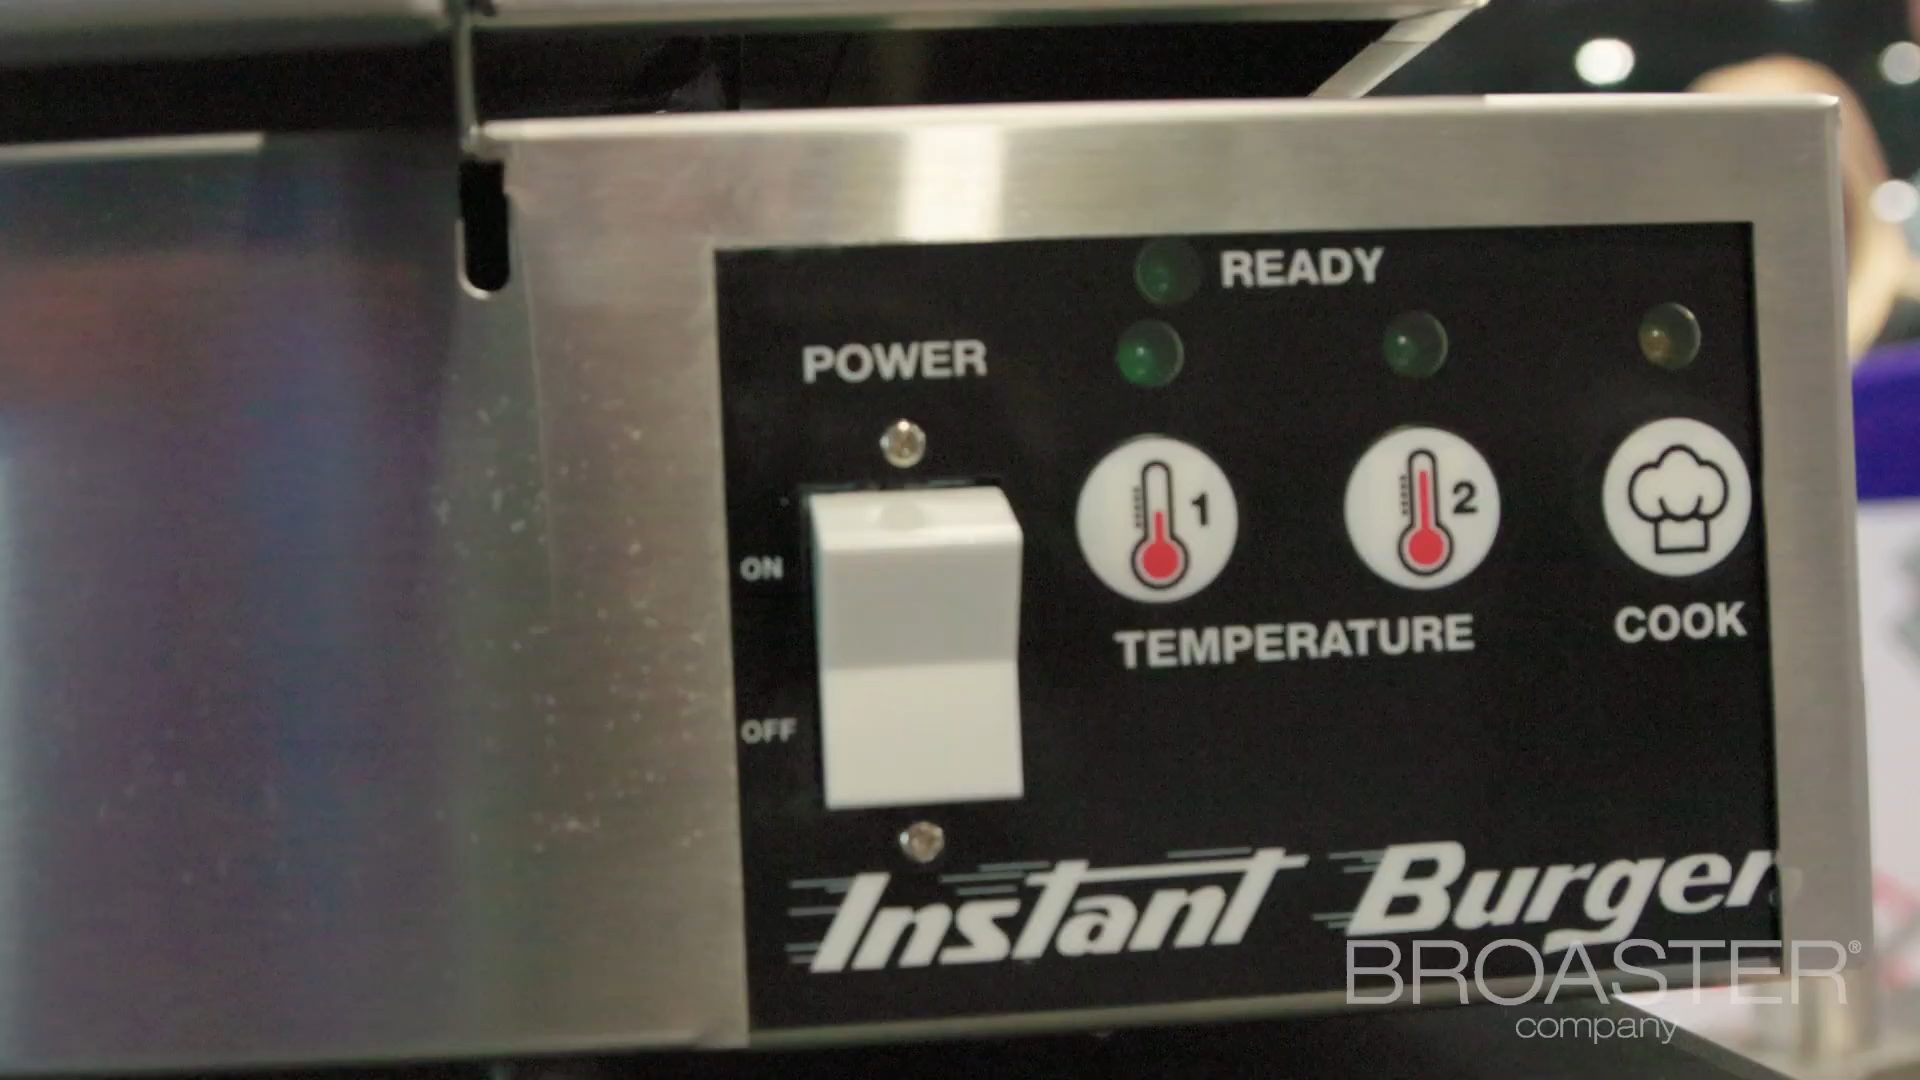 READY
POWER
1
2
ON
TEMPERATURE
COOK
OFF
Instant Burger
BROASTER®
company